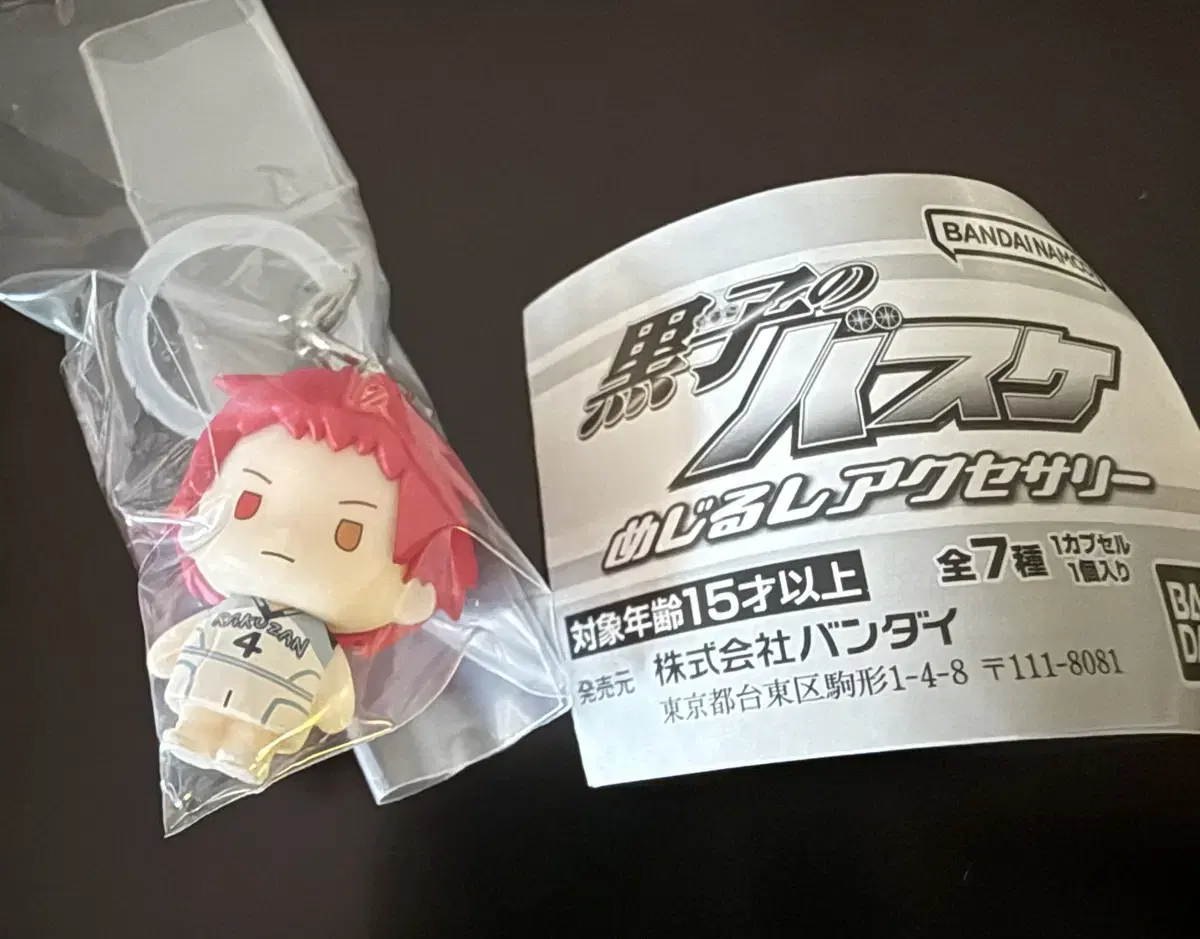 BANDAI NAMCO
黒子の
バスケ
めじるしアクセサリー
全7種 1カプセル
1個入り
対象年齢15才以上
発売元 株式会社バンダイ
東京都台東区駒形1-4-8 〒111-8081
4